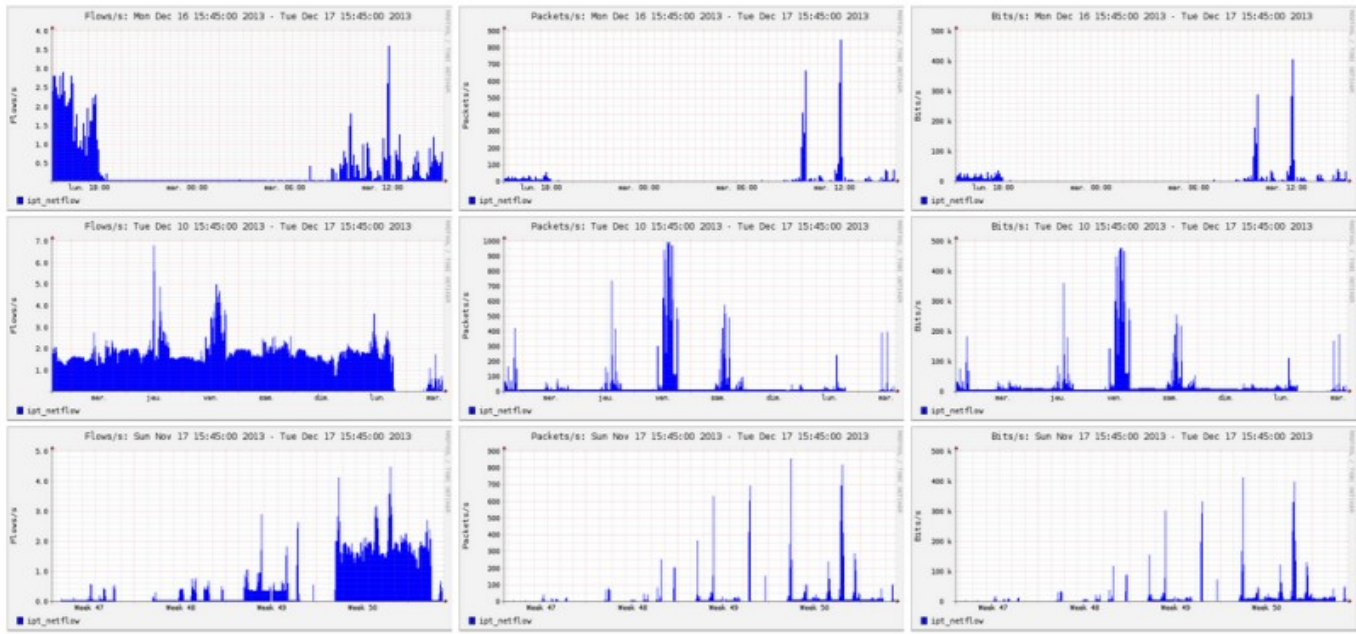 Flows/s: Mon Dec 16 15:45:00 2013 - Tue Dec 17 15:45:00 2013
4.0
3.5
3.0
2.5
2.0
1.5
1.0
0.5
Flows/s
lun. 18:00 mar. 00:00 mar. 06:00 mar. 12:00
ipt_netflow
Packets/s: Mon Dec 16 15:45:00 2013 - Tue Dec 17 15:45:00 2013
900
800
700
600
500
400
300
200
100
0
Packets/s
lun. 18:00 mar. 00:00 mar. 06:00 mar. 12:00
ipt_netflow
Bits/s: Mon Dec 16 15:45:00 2013 - Tue Dec 17 15:45:00 2013
500 k
400 k
300 k
200 k
100 k
0
Bits/s
lun. 18:00 mar. 00:00 mar. 06:00 mar. 12:00
ipt_netflow
Flows/s: Tue Dec 10 15:45:00 2013 - Tue Dec 17 15:45:00 2013
7.0
6.0
5.0
4.0
3.0
2.0
1.0
Flows/s
mer. jeu. ven. sam. dim. lun. mar.
ipt_netflow
Packets/s: Tue Dec 10 15:45:00 2013 - Tue Dec 17 15:45:00 2013
1000
900
800
700
600
500
400
300
200
100
0
Packets/s
mer. jeu. ven. sam. dim. lun. mar.
ipt_netflow
Bits/s: Tue Dec 10 15:45:00 2013 - Tue Dec 17 15:45:00 2013
500 k
400 k
300 k
200 k
100 k
0
Bits/s
mer. jeu. ven. sam. dim. lun. mar.
ipt_netflow
Flows/s: Sun Nov 17 15:45:00 2013 - Tue Dec 17 15:45:00 2013
5.0
4.0
3.0
2.0
1.0
0.0
Flows/s
Week 47 Week 48 Week 49 Week 50
ipt_netflow
Packets/s: Sun Nov 17 15:45:00 2013 - Tue Dec 17 15:45:00 2013
900
800
700
600
500
400
300
200
100
0
Packets/s
Week 47 Week 48 Week 49 Week 50
ipt_netflow
Bits/s: Sun Nov 17 15:45:00 2013 - Tue Dec 17 15:45:00 2013
500 k
400 k
300 k
200 k
100 k
0
Bits/s
Week 47 Week 48 Week 49 Week 50
ipt_netflow